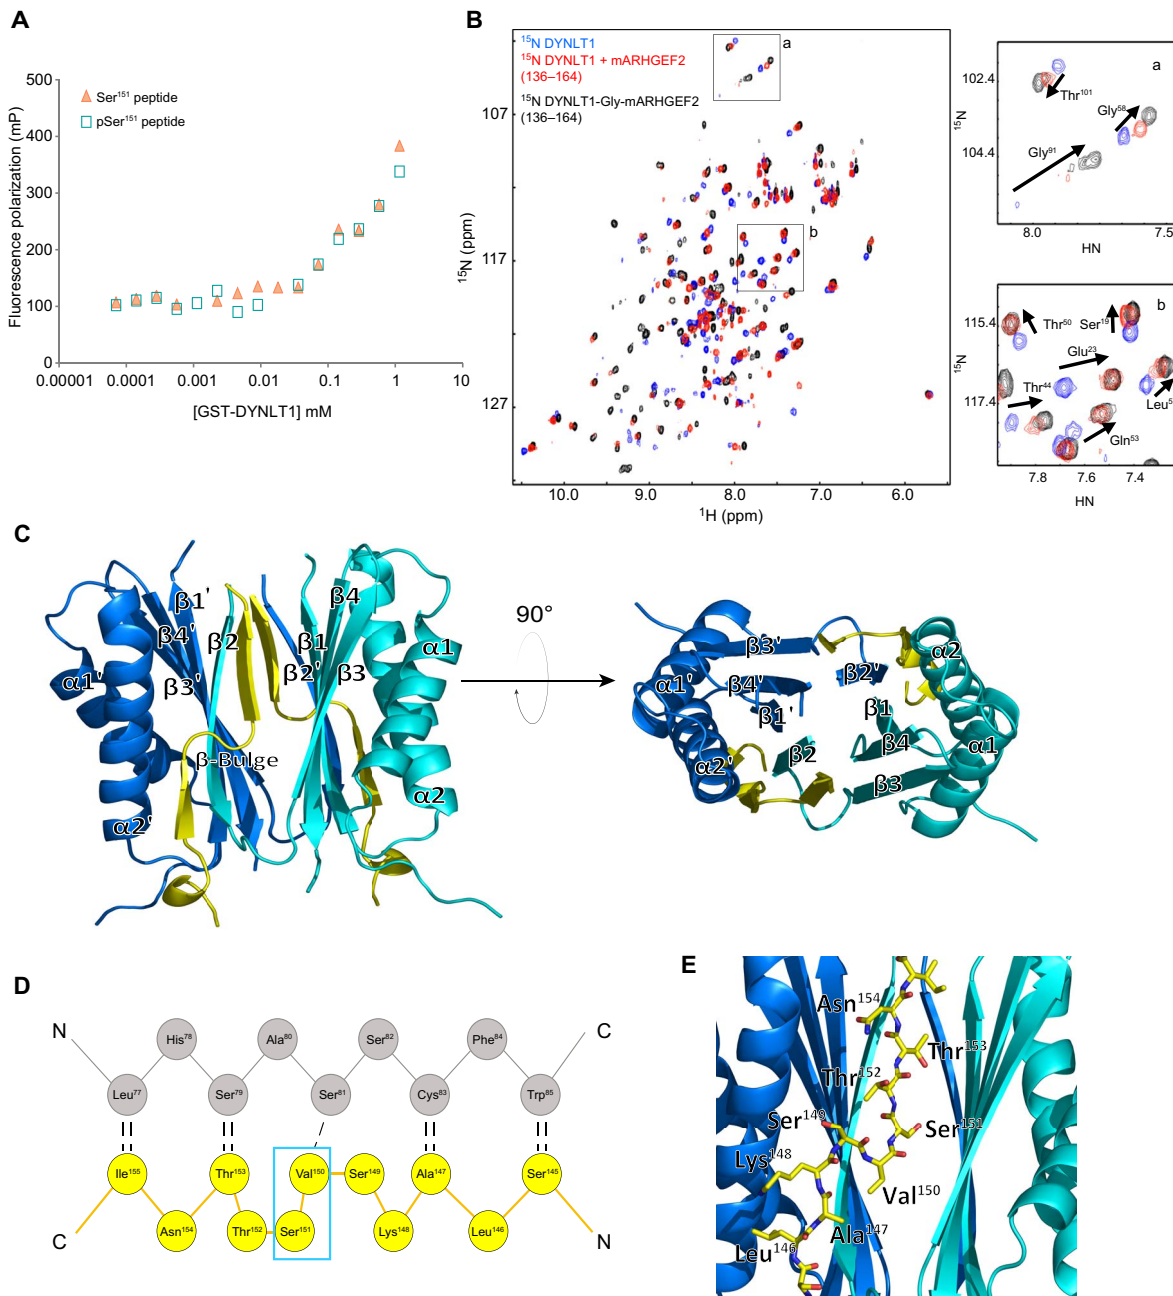 A
Fluorescence polarization (mP)
500
400
300
200
100
0
Ser151 peptide
pSer151 peptide
0.00001 0.0001 0.001 0.01 0.1 1 10
[GST-DYNLT1] mM
B
15N DYNLT1
15N DYNLT1 + mARHGEF2
(136–164)
15N DYNLT1-Gly-mARHGEF2
(136–164)
a
b
15N (ppm)
107
117
127
10.0 9.0 8.0 7.0 6.0
1H (ppm)
a
102.4
104.4
15N
Thr101
Gly58
Gly91
8.0 7.5
HN
b
115.4
117.4
15N
Thr50
Ser19
Glu23
Thr44
Leu5
Gln53
7.8 7.6 7.4
HN
C
β1'
β4'
β2
β3'
α1'
β-Bulge
α2'
β4
β1
β2'
β3
α1
α2
90°
β3'
α2
α1'
β4'
β2'
β1'
β1
α2'
β2
β4
α1
β3
D
N
His78
Ala80
Ser82
Phe84
C
Leu77
Ser79
Ser81
Cys83
Trp85
Ile155
Thr153
Val150
Ser149
Ala147
Ser145
C
Asn154
Thr152
Ser151
Lys148
Leu146
N
E
Asn154
Thr153
Thr152
Ser149
Ser151
Lys148
Val150
Ala147
Leu146